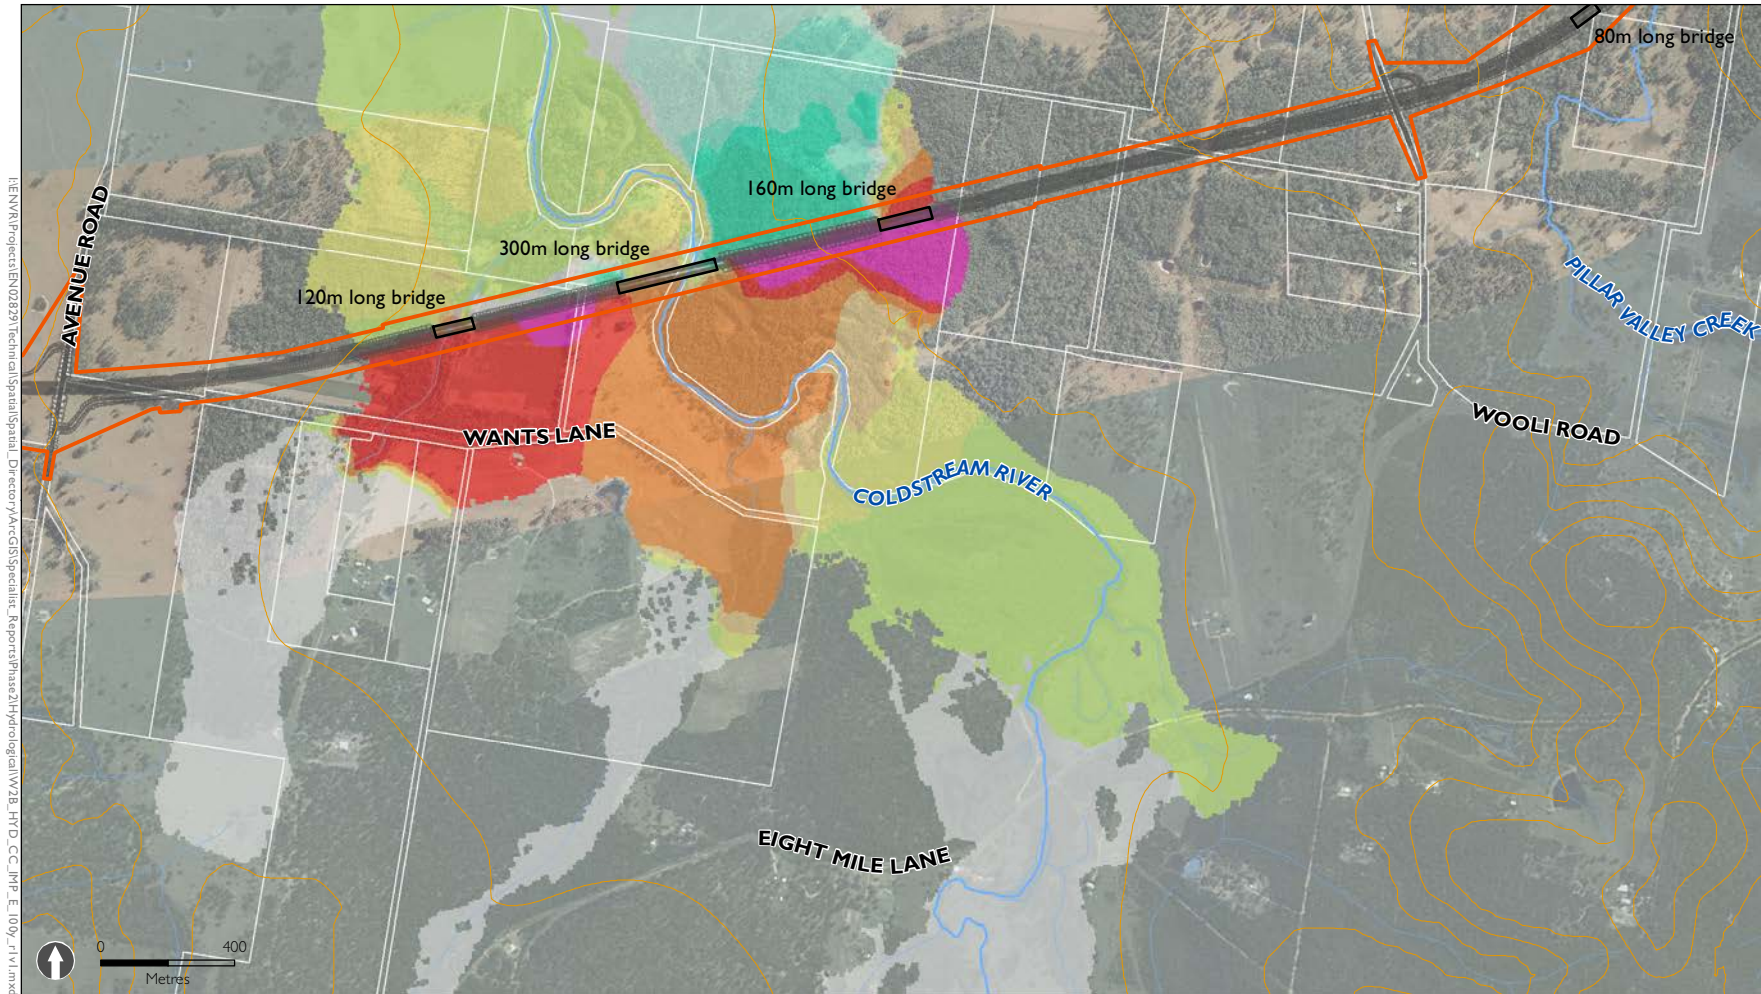 80m long bridge
160m long bridge
300m long bridge
120m long bridge
AVENUE ROAD
PILLAR VALLEY CREEK
WANTS LANE
WOOLI ROAD
COLDSTREAM RIVER
EIGHT MILE LANE
0 400
Metres
I:\ENVR\Projects\EN02829\Technical\Spatial\Spatial_Directory\ArcGIS\Specialist_Reports\Phase2\Hydrological\W2B_HYD_CC_IMP_E_100y_r1v1.mxd